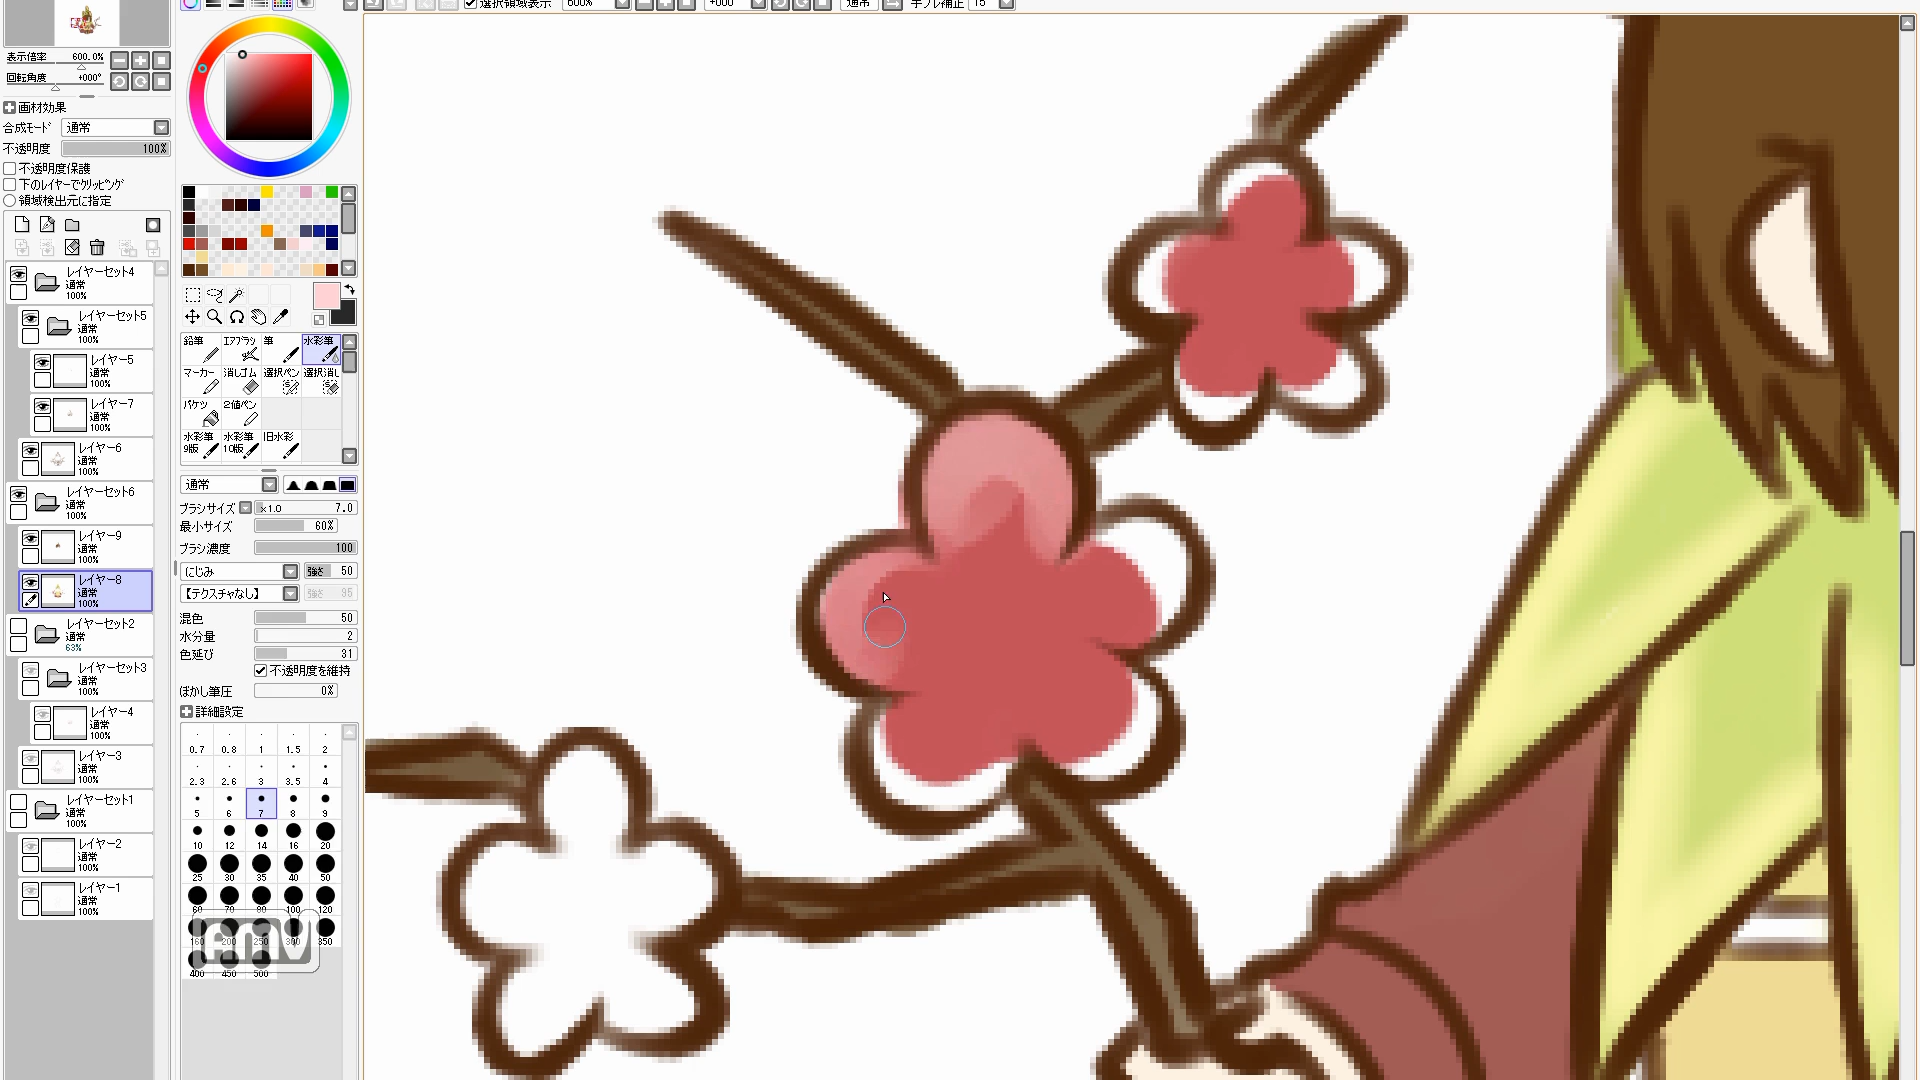 選択領域表示 600% +000 通常 手ブレ補正 15
表示倍率 600.0%
回転角度 +000°
画材効果
合成モード 通常
不透明度 100%
不透明度保護
下のレイヤーでクリッピング
領域検出元に指定
レイヤーセット4
通常
100%
レイヤーセット5
通常
100%
レイヤー5
通常
100%
レイヤー7
通常
100%
レイヤー6
通常
100%
レイヤーセット6
通常
100%
レイヤー9
通常
100%
レイヤー8
通常
100%
レイヤーセット2
通常
63%
レイヤーセット3
通常
100%
レイヤー4
通常
100%
レイヤー3
通常
100%
レイヤーセット1
通常
100%
レイヤー2
通常
100%
レイヤー1
通常
100%
鉛筆 エアブラシ 筆 水彩筆
マーカー 消しゴム 選択ペン 選択消し
バケツ 2値ペン
水彩筆 水彩筆 旧水彩
9版 10版
通常
ブラシサイズ x1.0 7.0
最小サイズ 60%
ブラシ濃度 100
にじみ 強さ 50
【テクスチャなし】 強さ 95
混色 50
水分量 2
色延び 31
不透明度を維持
ぼかし筆圧 0%
詳細設定
0.7 0.8 1 1.5 2
2.3 2.6 3 3.5 4
5 6 7 8 9
10 12 14 16 20
25 30 35 40 50
60 70 80 100 120
160 200 250 300 350
400 450 500
AMV